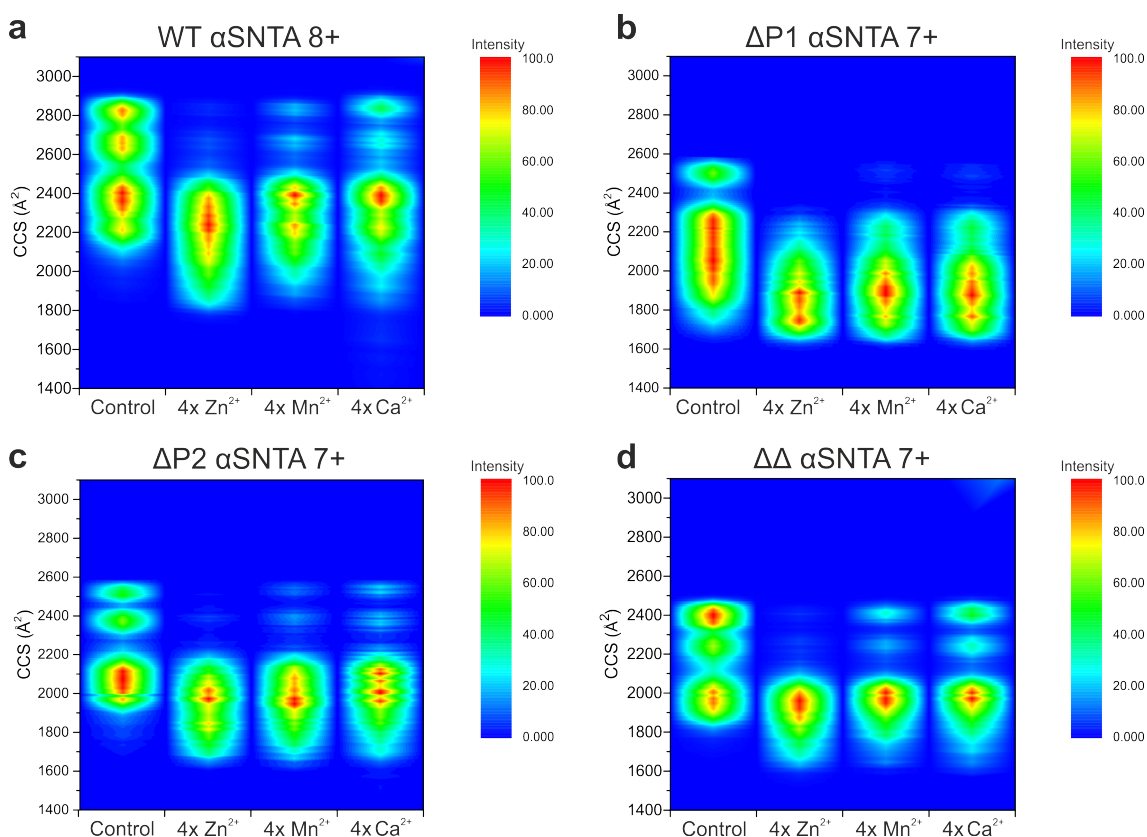 a
WT αSNTA 8+
CCS (Å²)
3000
2800
2600
2400
2200
2000
1800
1600
1400
Control
4x Zn²⁺
4x Mn²⁺
4x Ca²⁺
Intensity
100.0
80.00
60.00
40.00
20.00
0.000
b
ΔP1 αSNTA 7+
CCS (Å²)
3000
2800
2600
2400
2200
2000
1800
1600
1400
Control
4x Zn²⁺
4x Mn²⁺
4x Ca²⁺
Intensity
100.0
80.00
60.00
40.00
20.00
0.000
c
ΔP2 αSNTA 7+
CCS (Å²)
3000
2800
2600
2400
2200
2000
1800
1600
1400
Control
4x Zn²⁺
4x Mn²⁺
4x Ca²⁺
Intensity
100.0
80.00
60.00
40.00
20.00
0.000
d
ΔΔ αSNTA 7+
CCS (Å²)
3000
2800
2600
2400
2200
2000
1800
1600
1400
Control
4x Zn²⁺
4x Mn²⁺
4x Ca²⁺
Intensity
100.0
80.00
60.00
40.00
20.00
0.000